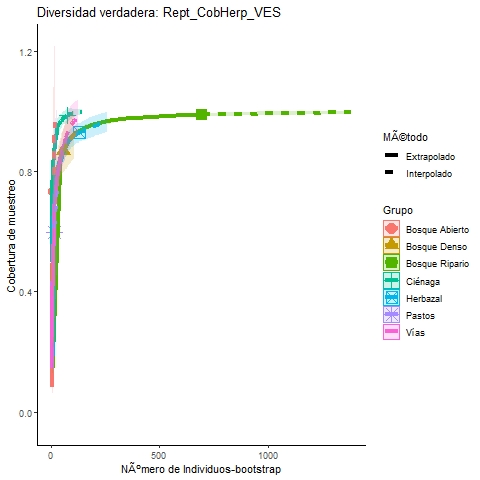 Diversidad verdadera: Rept_CobHerp_VES
1.2
0.8
0.4
0.0
Cobertura de muestreo
0
500
1000
NÃºmero de Individuos-bootstrap
MÃ©todo
Extrapolado
Interpolado
Grupo
Bosque Abierto
Bosque Denso
Bosque Ripario
Ciénaga
Herbazal
Pastos
Vías